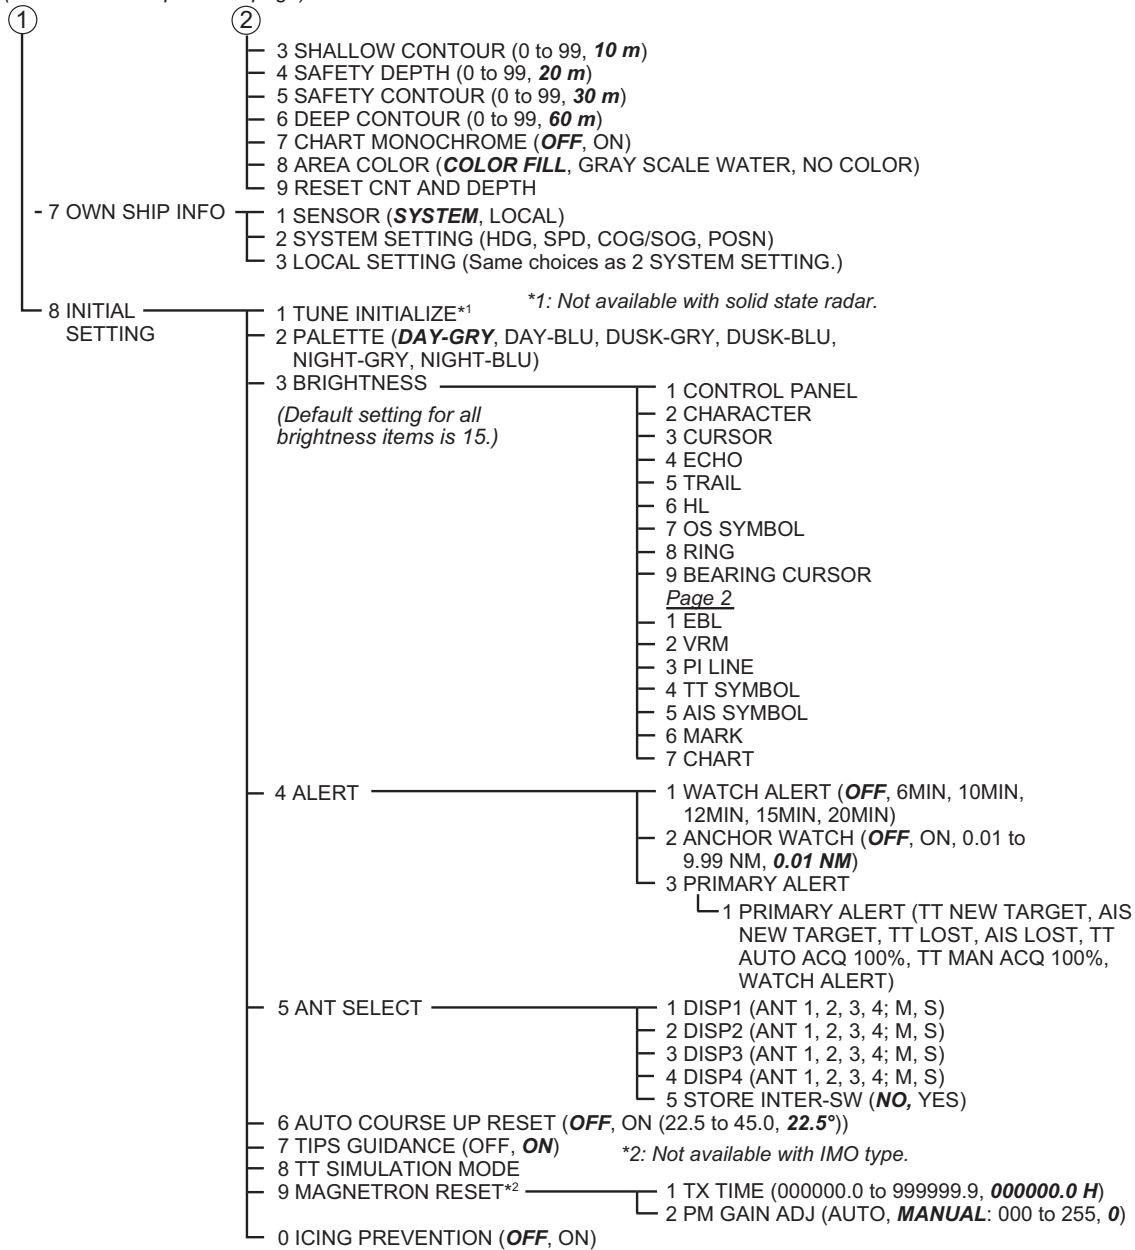 1 2
3 SHALLOW CONTOUR (0 to 99, 10 m)
4 SAFETY DEPTH (0 to 99, 20 m)
5 SAFETY CONTOUR (0 to 99, 30 m)
6 DEEP CONTOUR (0 to 99, 60 m)
7 CHART MONOCHROME (OFF, ON)
8 AREA COLOR (COLOR FILL, GRAY SCALE WATER, NO COLOR)
9 RESET CNT AND DEPTH
7 OWN SHIP INFO
1 SENSOR (SYSTEM, LOCAL)
2 SYSTEM SETTING (HDG, SPD, COG/SOG, POSN)
3 LOCAL SETTING (Same choices as 2 SYSTEM SETTING.)
8 INITIAL
SETTING
1 TUNE INITIALIZE*1
*1: Not available with solid state radar.
2 PALETTE (DAY-GRY, DAY-BLU, DUSK-GRY, DUSK-BLU,
NIGHT-GRY, NIGHT-BLU)
3 BRIGHTNESS
(Default setting for all
brightness items is 15.)
1 CONTROL PANEL
2 CHARACTER
3 CURSOR
4 ECHO
5 TRAIL
6 HL
7 OS SYMBOL
8 RING
9 BEARING CURSOR
Page 2
1 EBL
2 VRM
3 PI LINE
4 TT SYMBOL
5 AIS SYMBOL
6 MARK
7 CHART
4 ALERT
1 WATCH ALERT (OFF, 6MIN, 10MIN,
12MIN, 15MIN, 20MIN)
2 ANCHOR WATCH (OFF, ON, 0.01 to
9.99 NM, 0.01 NM)
3 PRIMARY ALERT
1 PRIMARY ALERT (TT NEW TARGET, AIS
NEW TARGET, TT LOST, AIS LOST, TT
AUTO ACQ 100%, TT MAN ACQ 100%,
WATCH ALERT)
5 ANT SELECT
1 DISP1 (ANT 1, 2, 3, 4; M, S)
2 DISP2 (ANT 1, 2, 3, 4; M, S)
3 DISP3 (ANT 1, 2, 3, 4; M, S)
4 DISP4 (ANT 1, 2, 3, 4; M, S)
5 STORE INTER-SW (NO, YES)
6 AUTO COURSE UP RESET (OFF, ON (22.5 to 45.0, 22.5°))
7 TIPS GUIDANCE (OFF, ON)
*2: Not available with IMO type.
8 TT SIMULATION MODE
9 MAGNETRON RESET*2
1 TX TIME (000000.0 to 999999.9, 000000.0 H)
2 PM GAIN ADJ (AUTO, MANUAL: 000 to 255, 0)
0 ICING PREVENTION (OFF, ON)